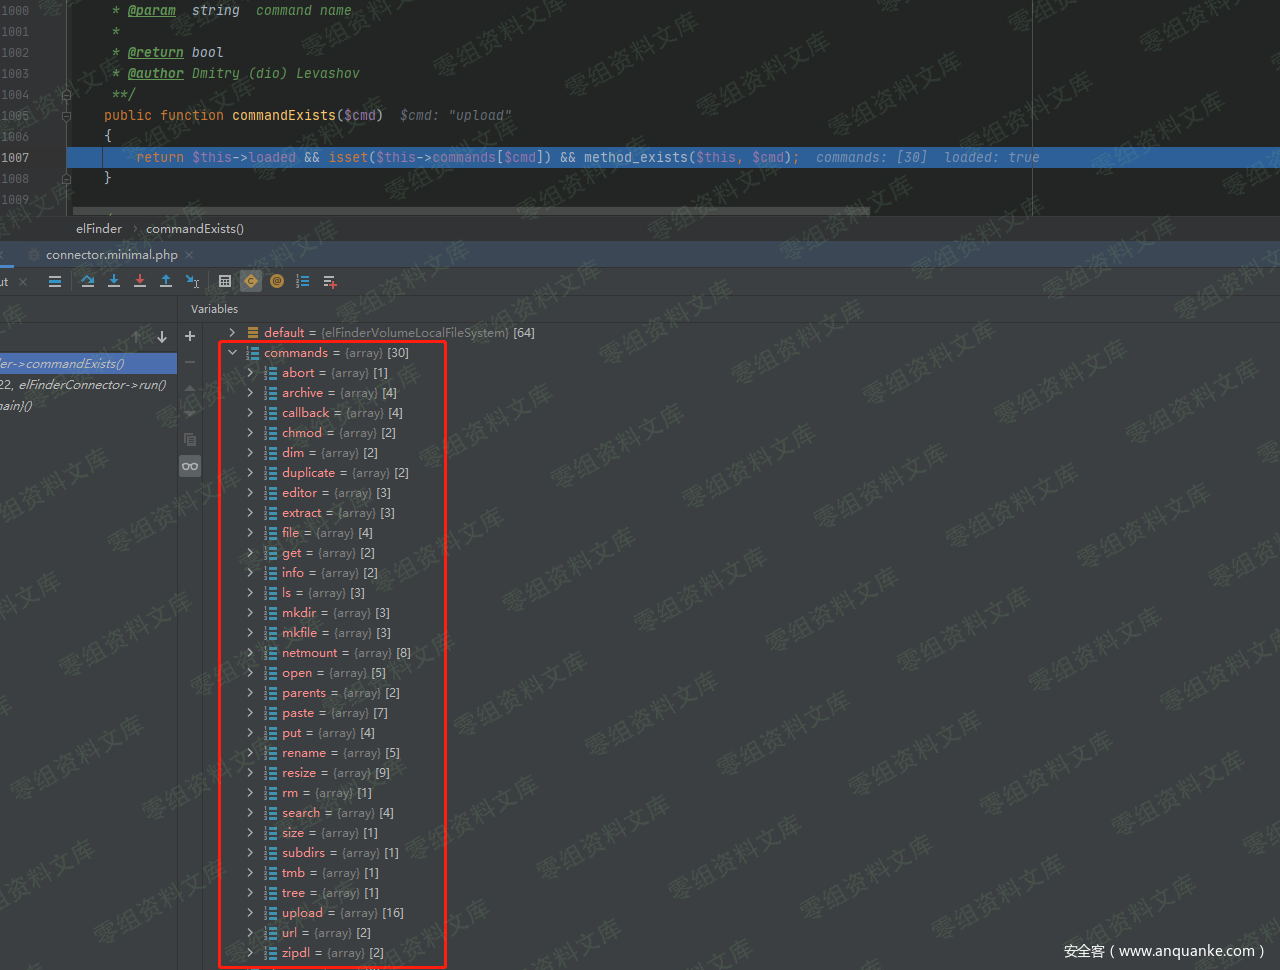 1000 * @param string command name
1001 *
1002 * @return bool
1003 * @author Dmitry (dio) Levashov
1004 **/
1005 public function commandExists($cmd) $cmd: "upload"
1006 {
1007 return $this->loaded && isset($this->commands[$cmd]) && method_exists($this, $cmd); commands: [30] loaded: true
1008 }
1009
elFinder › commandExists()
connector.minimal.php ×
ut ×
Variables
default = {elFinderVolumeLocalFileSystem} [64]
commands = {array} [30]
der->commandExists()
abort = {array} [1]
22, elFinderConnector->run()
archive = {array} [4]
main}()
callback = {array} [4]
chmod = {array} [2]
dim = {array} [2]
duplicate = {array} [2]
editor = {array} [3]
extract = {array} [3]
file = {array} [4]
get = {array} [2]
info = {array} [2]
ls = {array} [3]
mkdir = {array} [3]
mkfile = {array} [3]
netmount = {array} [8]
open = {array} [5]
parents = {array} [2]
paste = {array} [7]
put = {array} [4]
rename = {array} [5]
resize = {array} [9]
rm = {array} [1]
search = {array} [4]
size = {array} [1]
subdirs = {array} [1]
tmb = {array} [1]
tree = {array} [1]
upload = {array} [16]
url = {array} [2]
zipdl = {array} [2]
安全客（www.anquanke.com）
零组资料文库